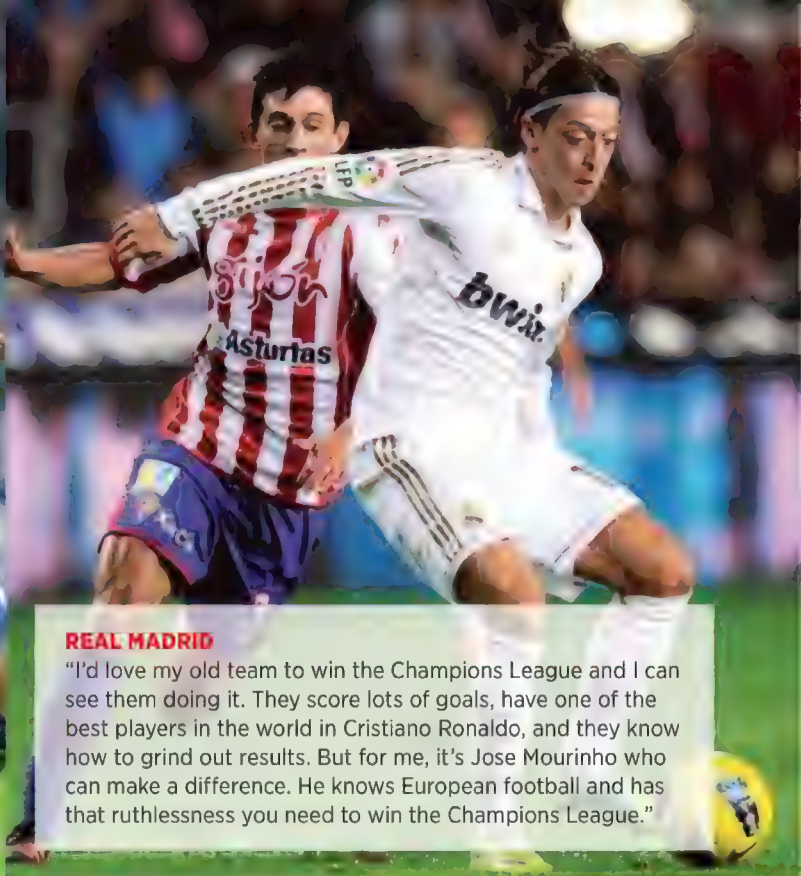 LFP
Gijón
Asturias
bwin
REAL MADRID
“I’d love my old team to win the Champions League and I can
see them doing it. They score lots of goals, have one of the
best players in the world in Cristiano Ronaldo, and they know
how to grind out results. But for me, it’s Jose Mourinho who
can make a difference. He knows European football and has
that ruthlessness you need to win the Champions League.”